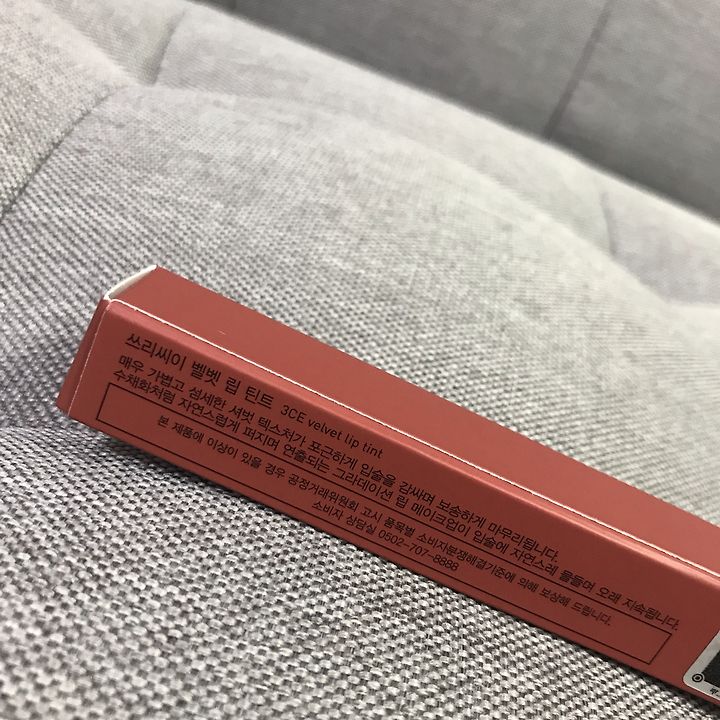 쓰리씨이 벨벳 립 틴트 3CE velvet lip tint
매우 가볍고 섬세한 셔벗 텍스처가 포근하게 입술을 감싸며 보송하게 마무리됩니다.
수채화처럼 자연스럽게 퍼지며 연출되는 그라데이션 립 메이크업이 입술에 자연스레 물들며 오래 지속됩니다.
본 제품에 이상이 있을 경우 공정거래위원회 고시 품목별 소비자분쟁해결기준에 의해 보상해 드립니다.
소비자 상담실 0502-707-8888